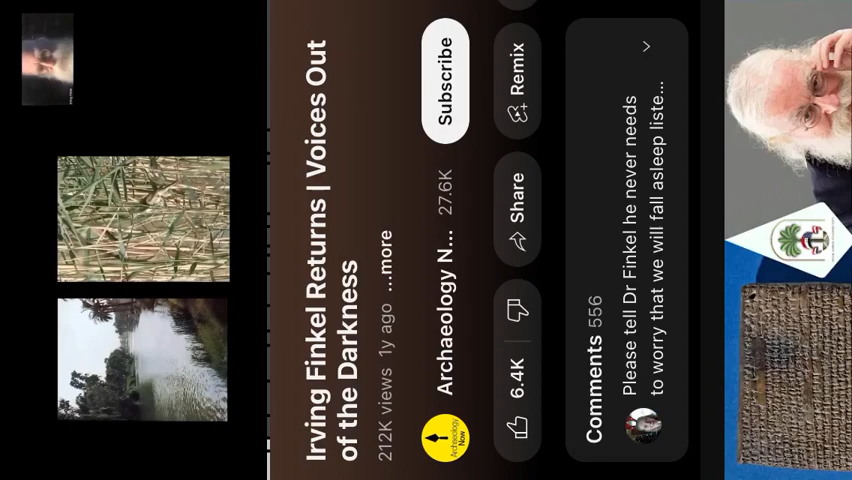 Irving Finkel Returns | Voices Out
of the Darkness
212K views 1y ago ...more
Archaeology N... 27.6K
Subscribe
6.4K
Share
Remix
Comments 556
Please tell Dr Finkel he never needs
to worry that we will fall asleep liste...
Archaeology
Now